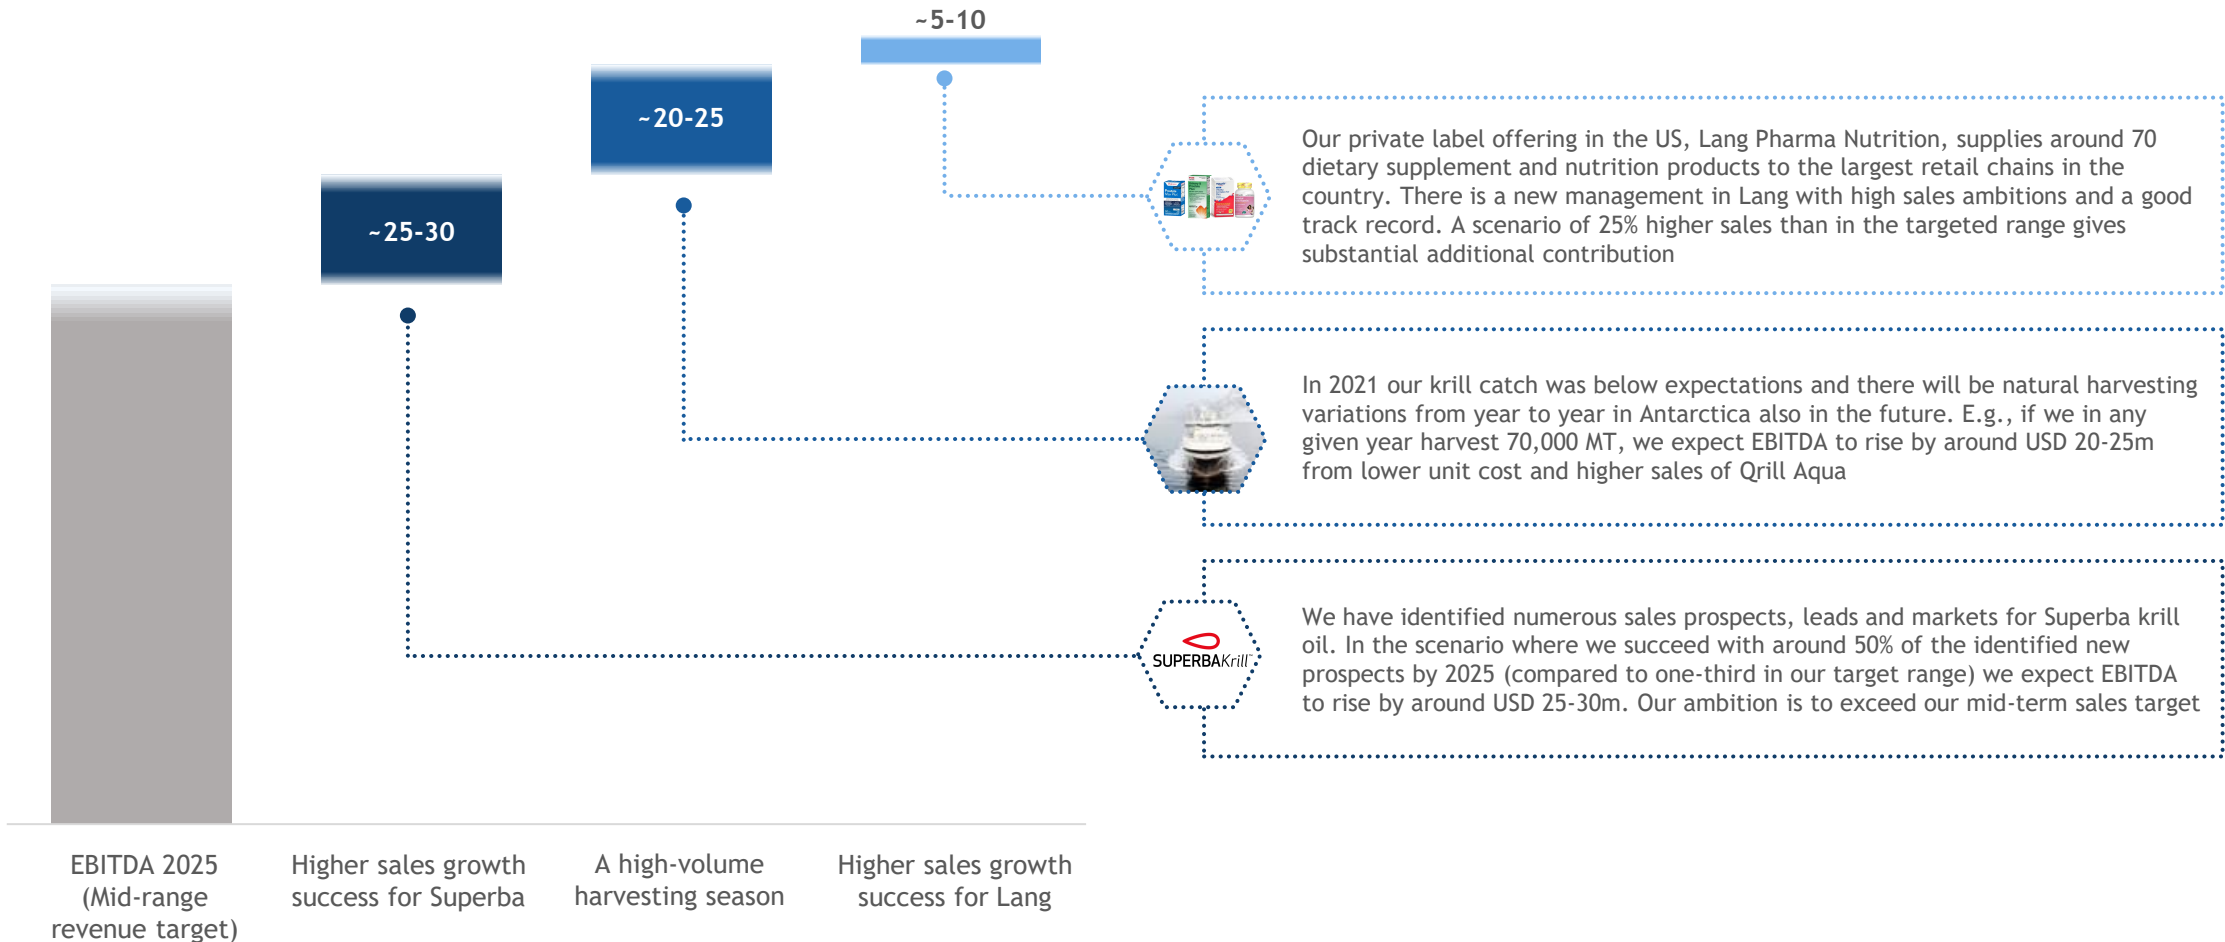 ~5-10
~20-25
~25-30
Our private label offering in the US, Lang Pharma Nutrition, supplies around 70
dietary supplement and nutrition products to the largest retail chains in the
country. There is a new management in Lang with high sales ambitions and a good
track record. A scenario of 25% higher sales than in the targeted range gives
substantial additional contribution
In 2021 our krill catch was below expectations and there will be natural harvesting
variations from year to year in Antarctica also in the future. E.g., if we in any
given year harvest 70,000 MT, we expect EBITDA to rise by around USD 20-25m
from lower unit cost and higher sales of Qrill Aqua
SUPERBAKrill
We have identified numerous sales prospects, leads and markets for Superba krill
oil. In the scenario where we succeed with around 50% of the identified new
prospects by 2025 (compared to one-third in our target range) we expect EBITDA
to rise by around USD 25-30m. Our ambition is to exceed our mid-term sales target
EBITDA 2025
(Mid-range
revenue target)
Higher sales growth
success for Superba
A high-volume
harvesting season
Higher sales growth
success for Lang